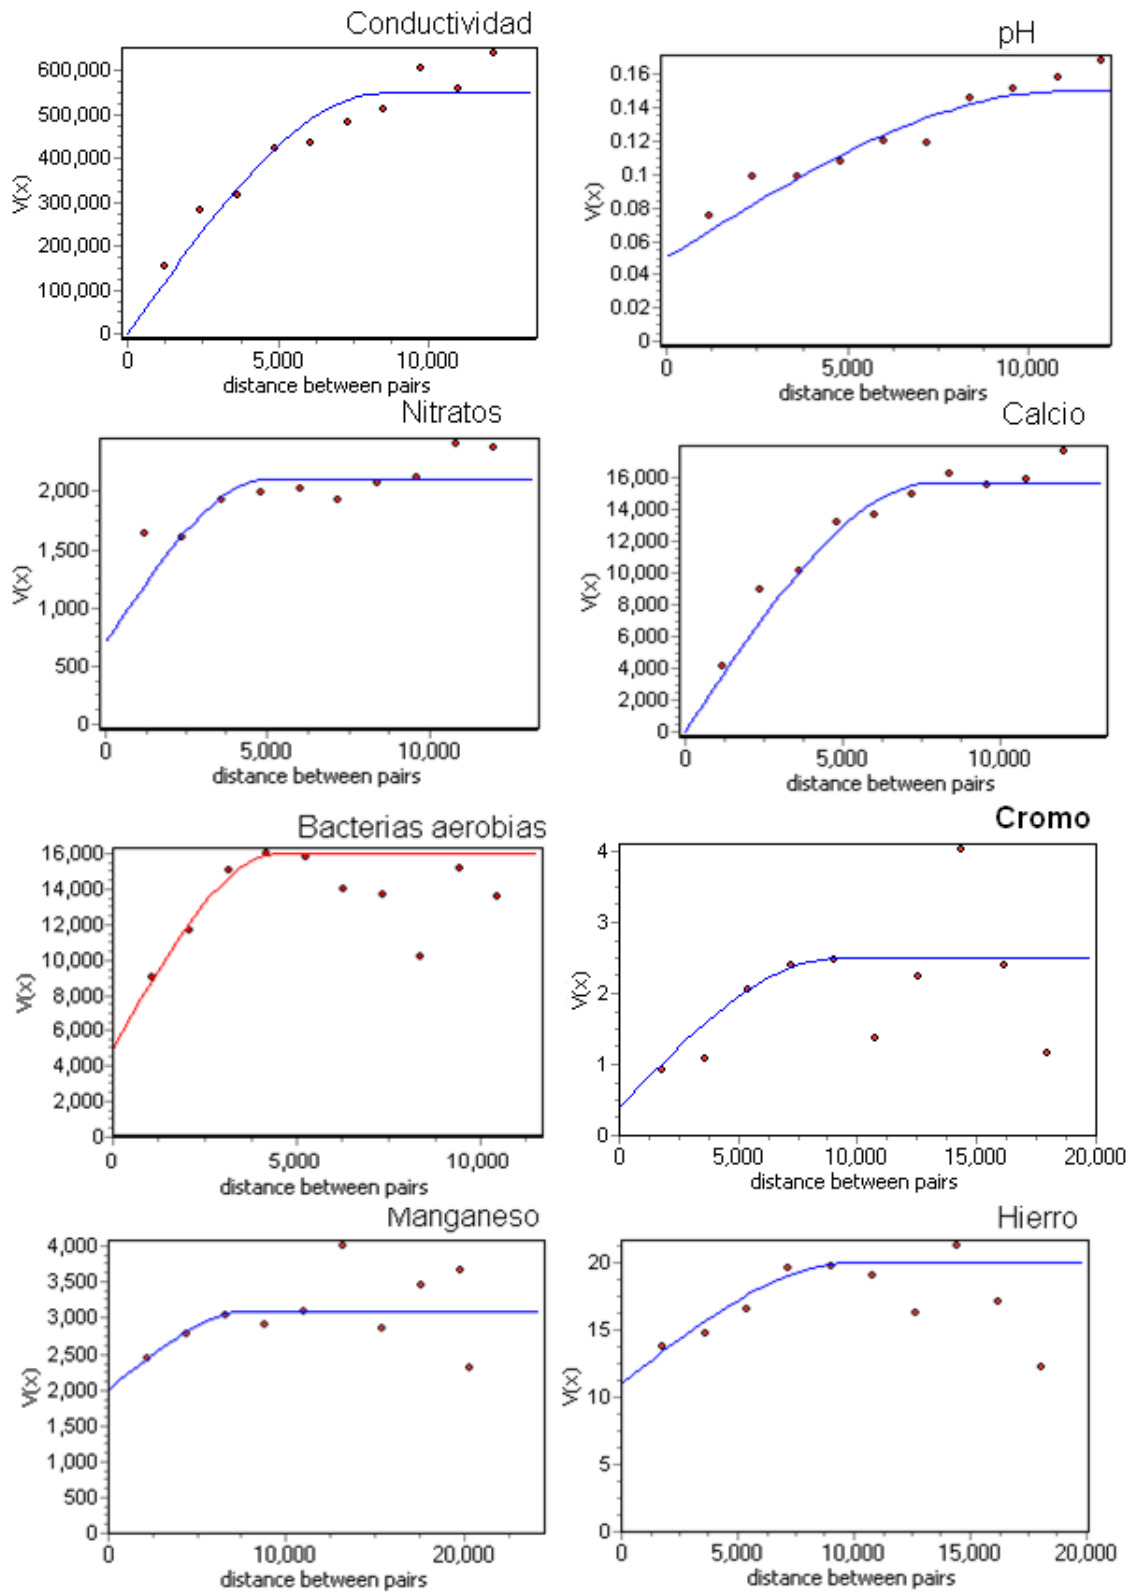 Conductividad
600,000
500,000
400,000
300,000
200,000
100,000
0
V(x)
0 5,000 10,000
distance between pairs
pH
0.16
0.14
0.12
0.1
0.08
0.06
0.04
0.02
0
V(x)
0 5,000 10,000
distance between pairs
Nitratos
2,000
1,500
1,000
500
0
V(x)
0 5,000 10,000
distance between pairs
Calcio
16,000
14,000
12,000
10,000
8,000
6,000
4,000
2,000
0
V(x)
0 5,000 10,000
distance between pairs
Bacterias aerobias
16,000
14,000
12,000
10,000
8,000
6,000
4,000
2,000
0
V(x)
0 5,000 10,000
distance between pairs
Cromo
4
3
2
1
0
V(x)
0 5,000 10,000 15,000 20,000
distance between pairs
Manganeso
4,000
3,500
3,000
2,500
2,000
1,500
1,000
500
0
V(x)
0 10,000 20,000
distance between pairs
Hierro
20
15
10
5
0
V(x)
0 5,000 10,000 15,000 20,000
distance between pairs